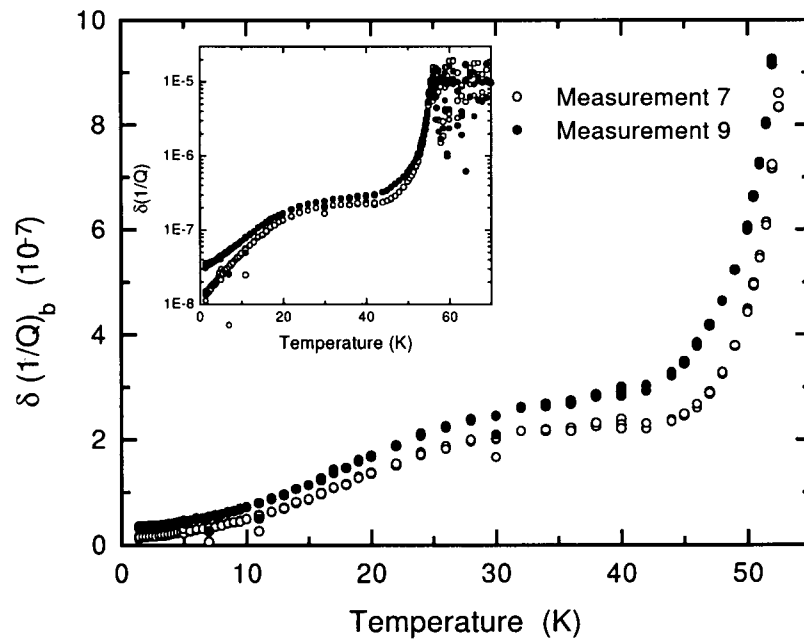 10
8
6
4
2
0
δ (1/Q)b (10-7)
0 10 20 30 40 50
Temperature (K)
1E-5
1E-6
1E-7
1E-8
δ(1/Q)
0 20 40 60
Temperature (K)
Measurement 7
Measurement 9